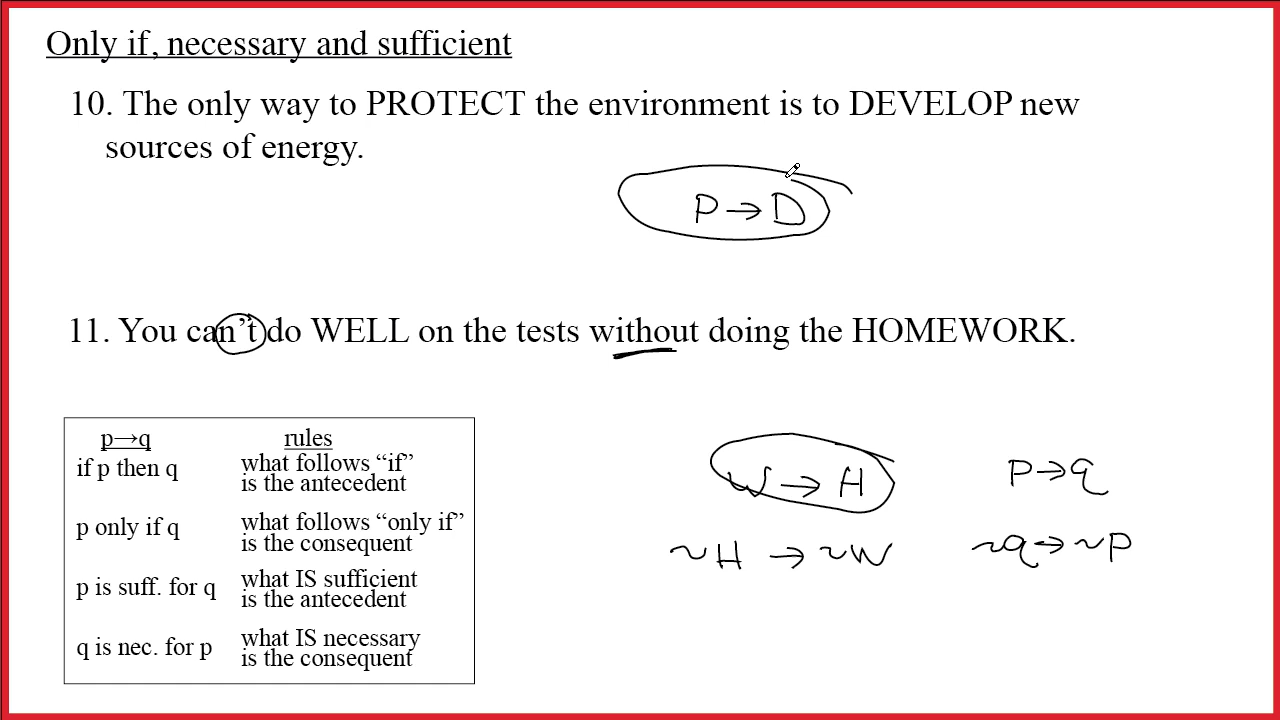 Only if, necessary and sufficient
10. The only way to PROTECT the environment is to DEVELOP new
sources of energy.
P→D
11. You can't do WELL on the tests without doing the HOMEWORK.
p→q rules
if p then q what follows “if”
is the antecedent
p only if q what follows “only if”
is the consequent
p is suff. for q what IS sufficient
is the antecedent
q is nec. for p what IS necessary
is the consequent
W→H P→q
~H→~W ~q→~P